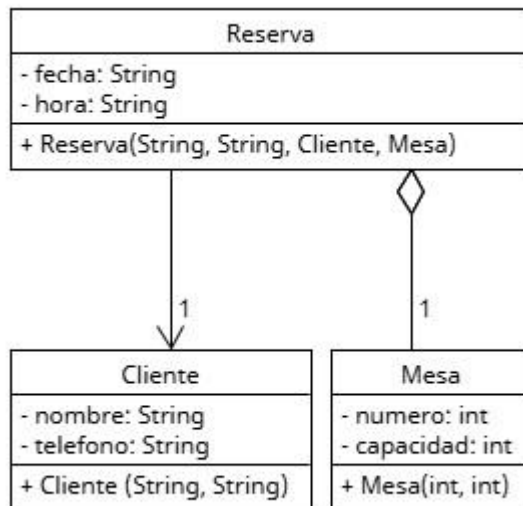 Reserva
- fecha: String
- hora: String
+ Reserva(String, String, Cliente, Mesa)
1
1
Cliente
- nombre: String
- telefono: String
+ Cliente (String, String)
Mesa
- numero: int
- capacidad: int
+ Mesa(int, int)